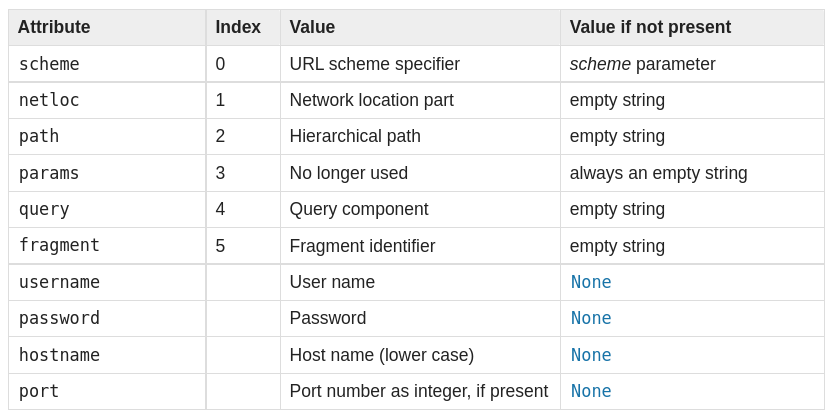 Attribute Index Value Value if not present
scheme 0 URL scheme specifier scheme parameter
netloc 1 Network location part empty string
path 2 Hierarchical path empty string
params 3 No longer used always an empty string
query 4 Query component empty string
fragment 5 Fragment identifier empty string
username User name None
password Password None
hostname Host name (lower case) None
port Port number as integer, if present None